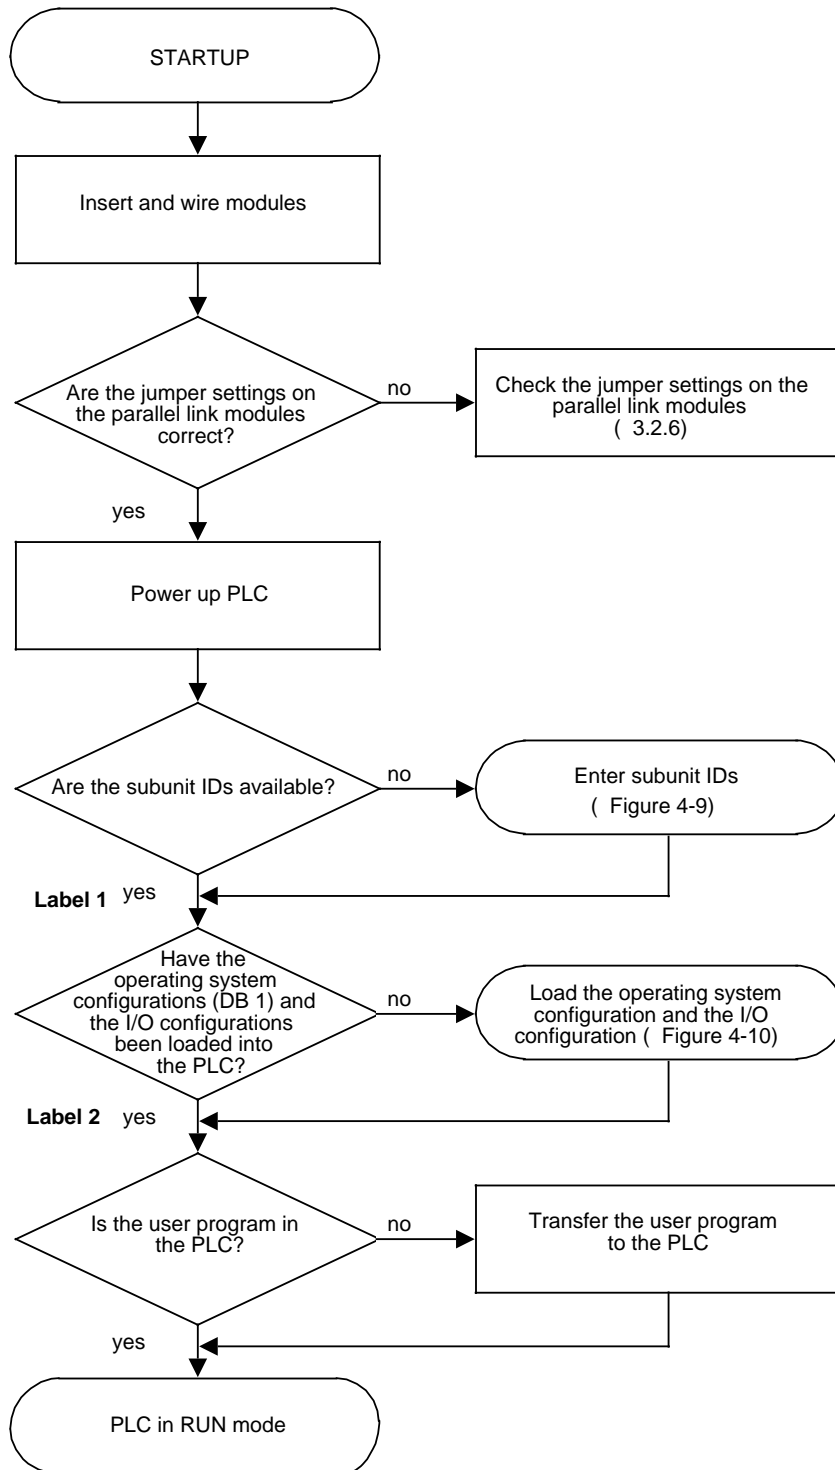 STARTUP
Insert and wire modules
Are the jumper settings on
the parallel link modules
correct?
no
Check the jumper settings on the
parallel link modules
( 3.2.6)
yes
Power up PLC
Are the subunit IDs available?
no
Enter subunit IDs
( Figure 4-9)
Label 1 yes
Have the
operating system
configurations (DB 1) and
the I/O configurations
been loaded into
the PLC?
no
Load the operating system
configuration and the I/O
configuration ( Figure 4-10)
Label 2 yes
Is the user program in
the PLC?
no
Transfer the user program
to the PLC
yes
PLC in RUN mode